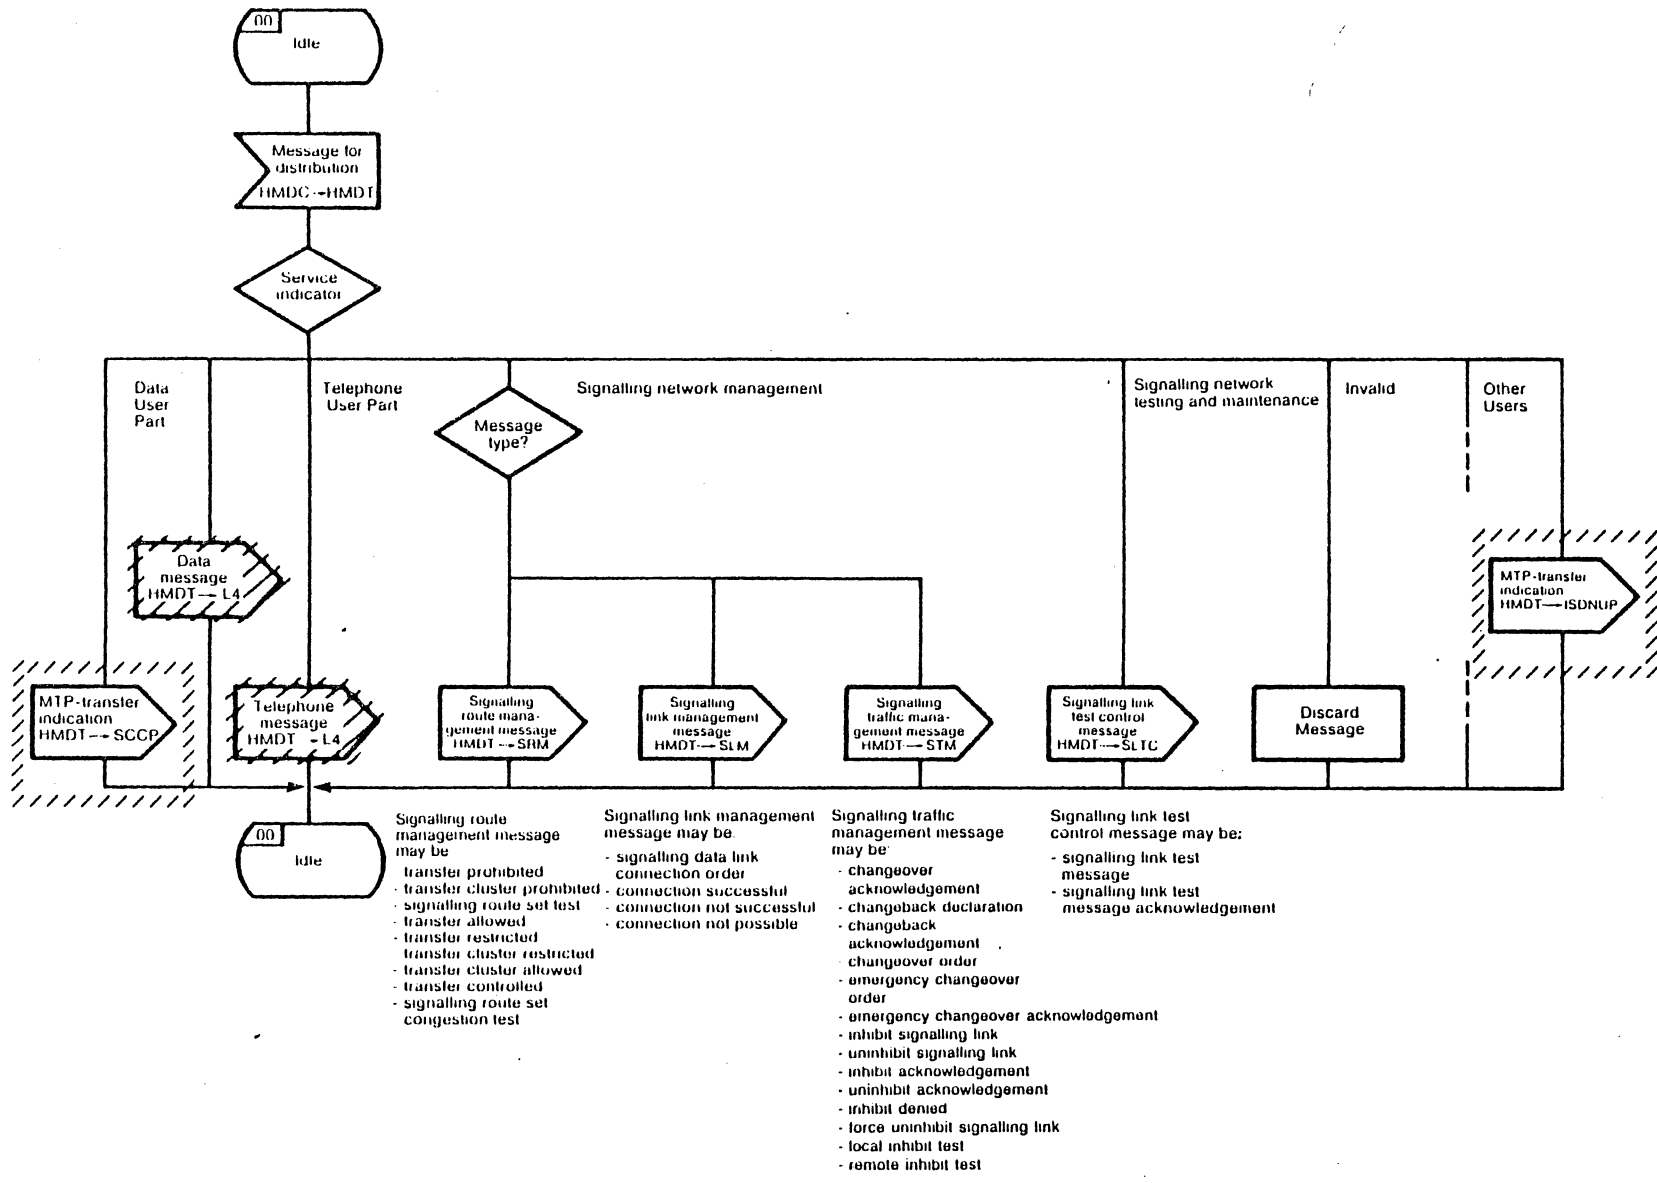 00
Idle
Message for
distribution
HMDC → HMDT
Service
indicator
Data
User
Part
Telephone
User Part
Signalling network management
Signalling network
testing and maintenance
Invalid
Other
Users
Message
type?
Data
message
HMDT → L4
MTP-transfer
indication
HMDT → ISDNUP
MTP-transfer
indication
HMDT → SCCP
Telephone
message
HMDT → L4
Signalling
route mana-
gement message
HMDT → SRM
Signalling
link management
message
HMDT → SLM
Signalling
traffic mana-
gement message
HMDT → STM
Signalling link
test control
message
HMDT → SLTC
Discard
Message
00
Idle
Signalling route
management message
may be
transfer prohibited
- transfer cluster prohibited
- signalling route set test
- transfer allowed
- transfer restricted
transfer cluster restricted
- transfer cluster allowed
- transfer controlled
- signalling route set
congestion test
Signalling link management
message may be
- signalling data link
connection order
- connection successful
- connection not successful
- connection not possible
Signalling traffic
management message
may be:
- changeover
acknowledgement
- changeback declaration
- changeback
acknowledgement
changeover order
- emergency changeover
order
- emergency changeover acknowledgement
- inhibit signalling link
- uninhibit signalling link
- inhibit acknowledgement
- uninhibit acknowledgement
- inhibit denied
- force uninhibit signalling link
- local inhibit test
- remote inhibit test
Signalling link test
control message may be:
- signalling link test
message
- signalling link test
message acknowledgement